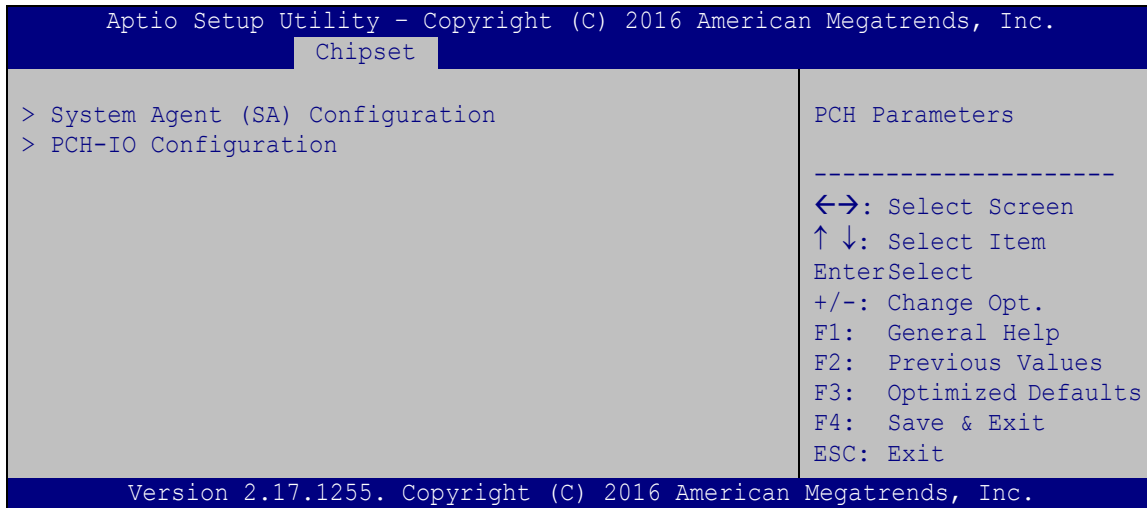 Aptio Setup Utility – Copyright (C) 2016 American Megatrends, Inc.
Chipset
> System Agent (SA) Configuration
> PCH-IO Configuration
PCH Parameters
---------------------
←→: Select Screen
↑ ↓: Select Item
EnterSelect
+/-: Change Opt.
F1: General Help
F2: Previous Values
F3: Optimized Defaults
F4: Save & Exit
ESC: Exit
Version 2.17.1255. Copyright (C) 2016 American Megatrends, Inc.